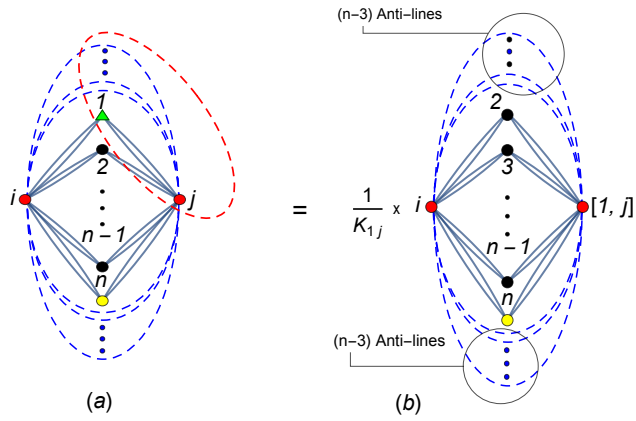 (n−3) Anti−lines
1
2
i
j
n−1
n
(a)
=
1
K1 j
×
2
3
i
[1, j]
n−1
n
(n−3) Anti−lines
(b)